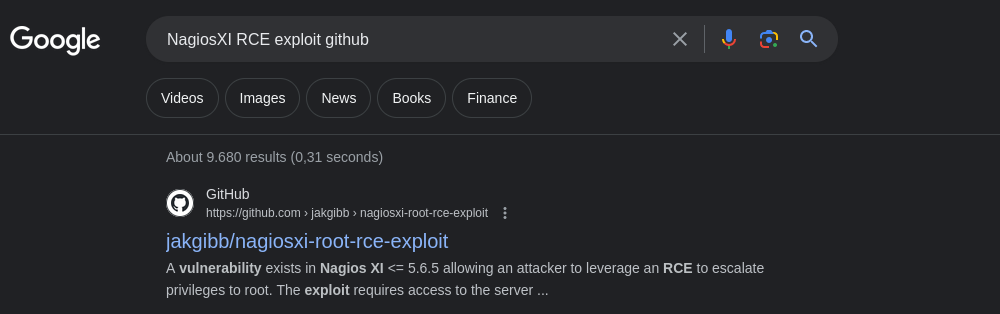 Google
NagiosXI RCE exploit github
Videos
Images
News
Books
Finance
About 9.680 results (0,31 seconds)
GitHub
https://github.com › jakgibb › nagiosxi-root-rce-exploit
jakgibb/nagiosxi-root-rce-exploit
A vulnerability exists in Nagios XI <= 5.6.5 allowing an attacker to leverage an RCE to escalate
privileges to root. The exploit requires access to the server ...